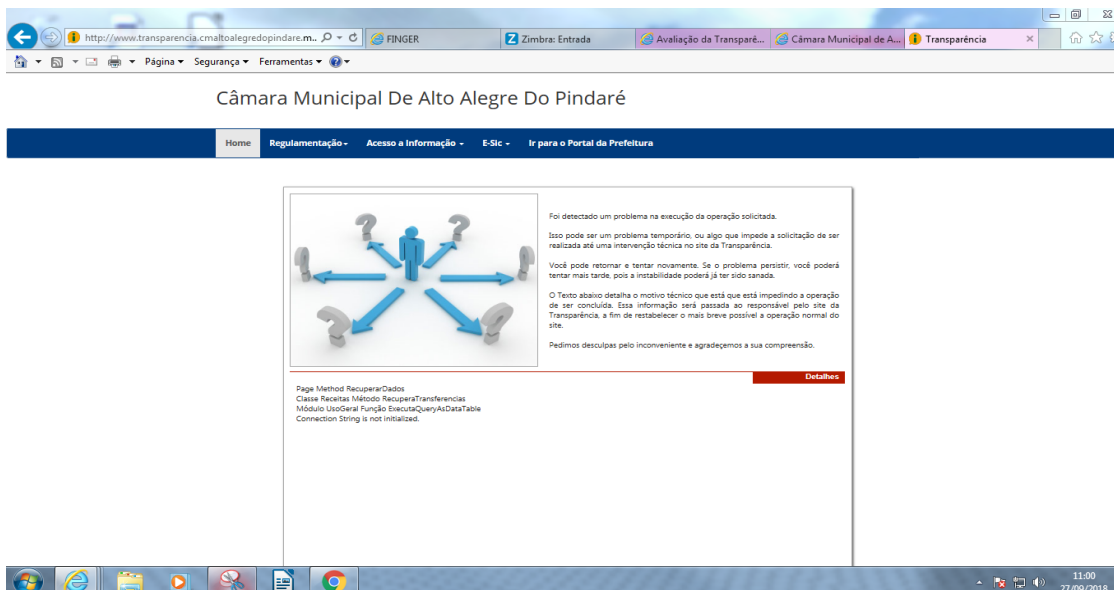 http://www.transparencia.cmaltoalegredopindare.m..
FINGER
Zimbra: Entrada
Avaliação da Transparê...
Câmara Municipal de A...
Transparência
Página
Segurança
Ferramentas
Câmara Municipal De Alto Alegre Do Pindaré
Home
Regulamentação
Acesso a Informação
E-Sic
Ir para o Portal da Prefeitura
Foi detectado um problema na execução da operação solicitada.
Isso pode ser um problema temporário, ou algo que impede a solicitação de ser
realizada até uma intervenção técnica no site da Transparência.
Você pode retornar e tentar novamente. Se o problema persistir, você poderá
tentar mais tarde, pois a instabilidade poderá já ter sido sanada.
O Texto abaixo detalha o motivo técnico que está que está impedindo a operação
de ser concluída. Essa informação será passada ao responsável pelo site da
Transparência, a fim de restabelecer o mais breve possível a operação normal do
site.
Pedimos desculpas pelo inconveniente e agradeçemos a sua compreensão.
Detalhes
Page Method RecuperarDados
Classe Receitas Método RecuperaTransferencias
Módulo UsoGeral Função ExecutaQueryAsDataTable
Connection String is not initialized.
11:00
27/09/2018